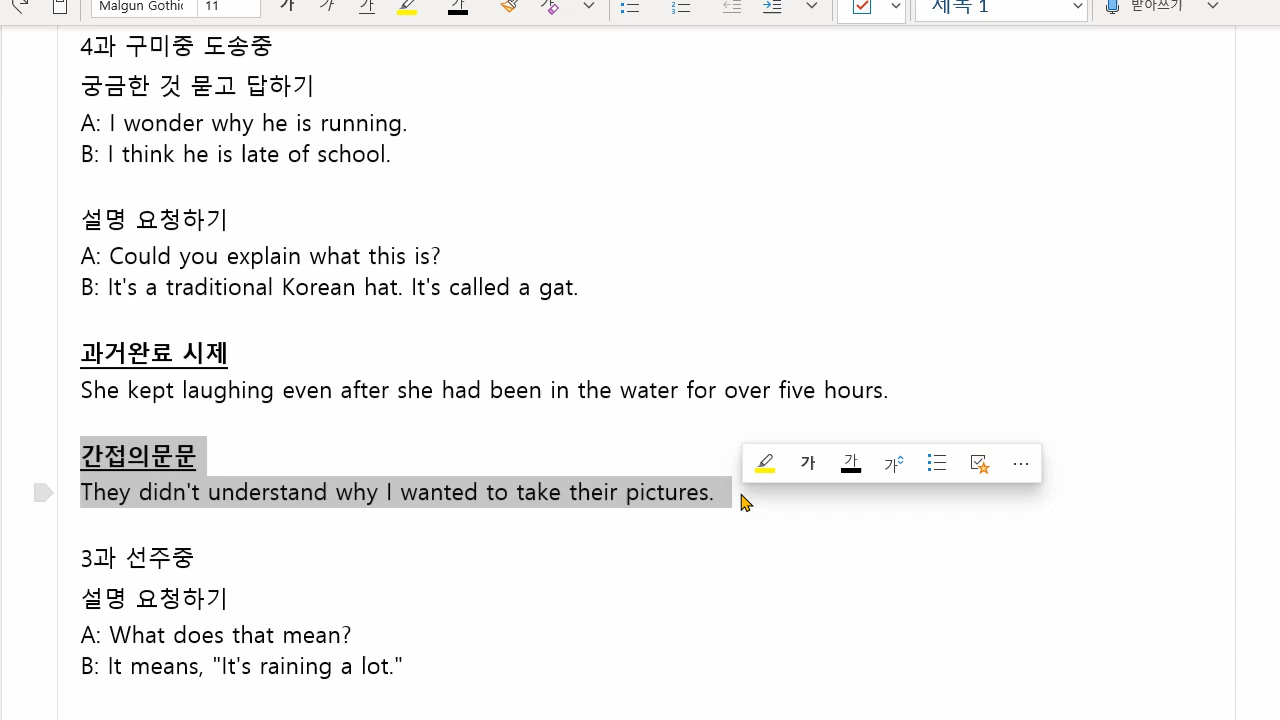 Malgun Gothic 11 가 가 가 가 가 제목 1 받아쓰기
4과 구미중 도송중
궁금한 것 묻고 답하기
A: I wonder why he is running.
B: I think he is late of school.
설명 요청하기
A: Could you explain what this is?
B: It's a traditional Korean hat. It's called a gat.
과거완료 시제
She kept laughing even after she had been in the water for over five hours.
간접의문문
가 가 가
They didn't understand why I wanted to take their pictures.
3과 선주중
설명 요청하기
A: What does that mean?
B: It means, "It's raining a lot."